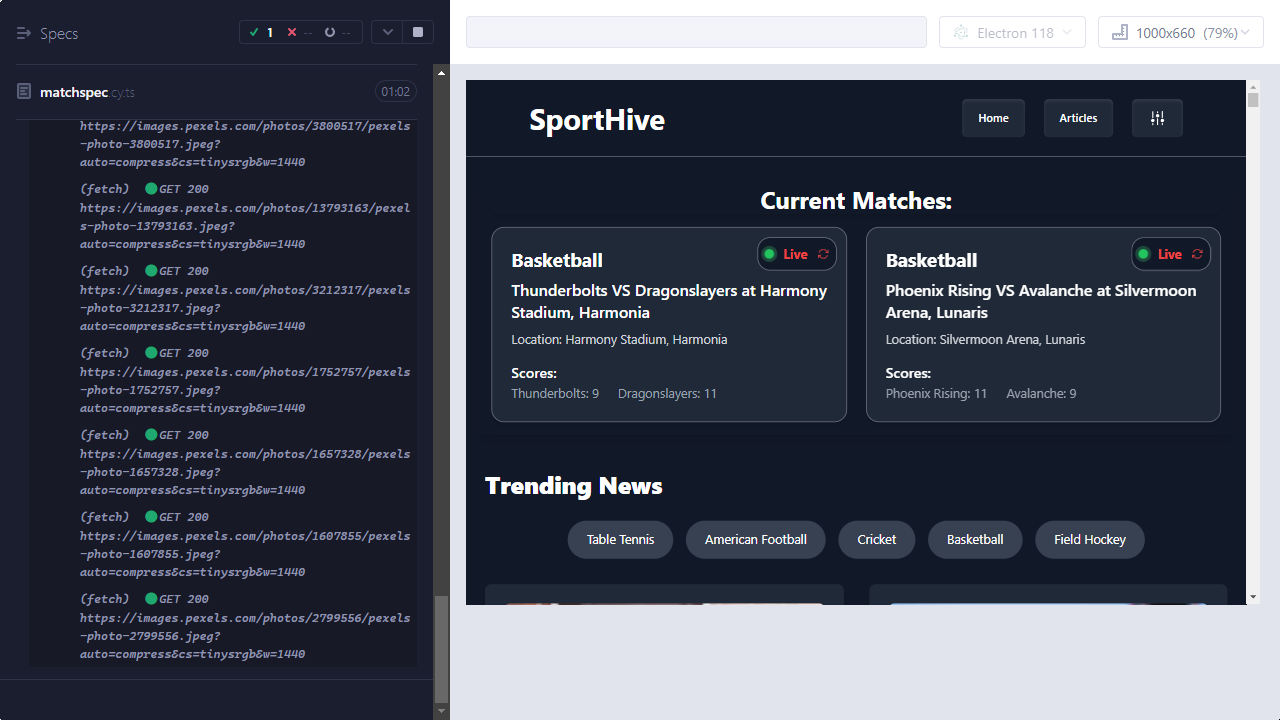 Specs
1
--
--
matchspec.cy.ts
01:02
https://images.pexels.com/photos/3800517/pexels
-photo-3800517.jpeg?
auto=compress&cs=tinysrgb&w=1440
(fetch) GET 200
https://images.pexels.com/photos/13793163/pexel
s-photo-13793163.jpeg?
auto=compress&cs=tinysrgb&w=1440
(fetch) GET 200
https://images.pexels.com/photos/3212317/pexels
-photo-3212317.jpeg?
auto=compress&cs=tinysrgb&w=1440
(fetch) GET 200
https://images.pexels.com/photos/1752757/pexels
-photo-1752757.jpeg?
auto=compress&cs=tinysrgb&w=1440
(fetch) GET 200
https://images.pexels.com/photos/1657328/pexels
-photo-1657328.jpeg?
auto=compress&cs=tinysrgb&w=1440
(fetch) GET 200
https://images.pexels.com/photos/1607855/pexels
-photo-1607855.jpeg?
auto=compress&cs=tinysrgb&w=1440
(fetch) GET 200
https://images.pexels.com/photos/2799556/pexels
-photo-2799556.jpeg?
auto=compress&cs=tinysrgb&w=1440
Electron 118
1000x660 (79%)
SportHive
Home
Articles
Current Matches:
Basketball
Live
Thunderbolts VS Dragonslayers at Harmony
Stadium, Harmonia
Location: Harmony Stadium, Harmonia
Scores:
Thunderbolts: 9 Dragonslayers: 11
Basketball
Live
Phoenix Rising VS Avalanche at Silvermoon
Arena, Lunaris
Location: Silvermoon Arena, Lunaris
Scores:
Phoenix Rising: 11 Avalanche: 9
Trending News
Table Tennis
American Football
Cricket
Basketball
Field Hockey